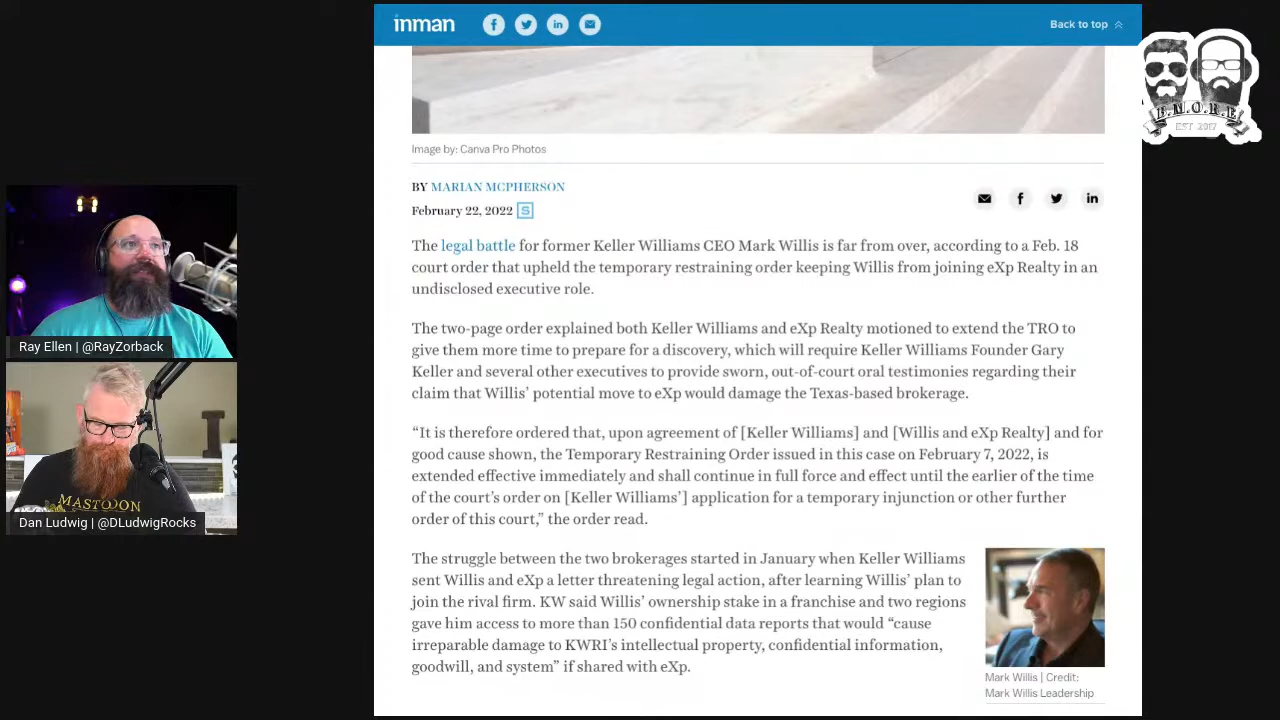 inman
Back to top
B.M.O.R.E
EST 2017
Image by: Canva Pro Photos
BY MARIAN MCPHERSON
February 22, 2022 S
The legal battle for former Keller Williams CEO Mark Willis is far from over, according to a Feb. 18
court order that upheld the temporary restraining order keeping Willis from joining eXp Realty in an
undisclosed executive role.
The two-page order explained both Keller Williams and eXp Realty motioned to extend the TRO to
give them more time to prepare for a discovery, which will require Keller Williams Founder Gary
Keller and several other executives to provide sworn, out-of-court oral testimonies regarding their
claim that Willis’ potential move to eXp would damage the Texas-based brokerage.
“It is therefore ordered that, upon agreement of [Keller Williams] and [Willis and eXp Realty] and for
good cause shown, the Temporary Restraining Order issued in this case on February 7, 2022, is
extended effective immediately and shall continue in full force and effect until the earlier of the time
of the court’s order on [Keller Williams’] application for a temporary injunction or other further
order of this court,” the order read.
The struggle between the two brokerages started in January when Keller Williams
sent Willis and eXp a letter threatening legal action, after learning Willis’ plan to
join the rival firm. KW said Willis’ ownership stake in a franchise and two regions
gave him access to more than 150 confidential data reports that would “cause
irreparable damage to KWRI’s intellectual property, confidential information,
goodwill, and system” if shared with eXp.
Mark Willis | Credit:
Mark Willis Leadership
Ray Ellen | @RayZorback
MASTODON
Dan Ludwig | @DLudwigRocks